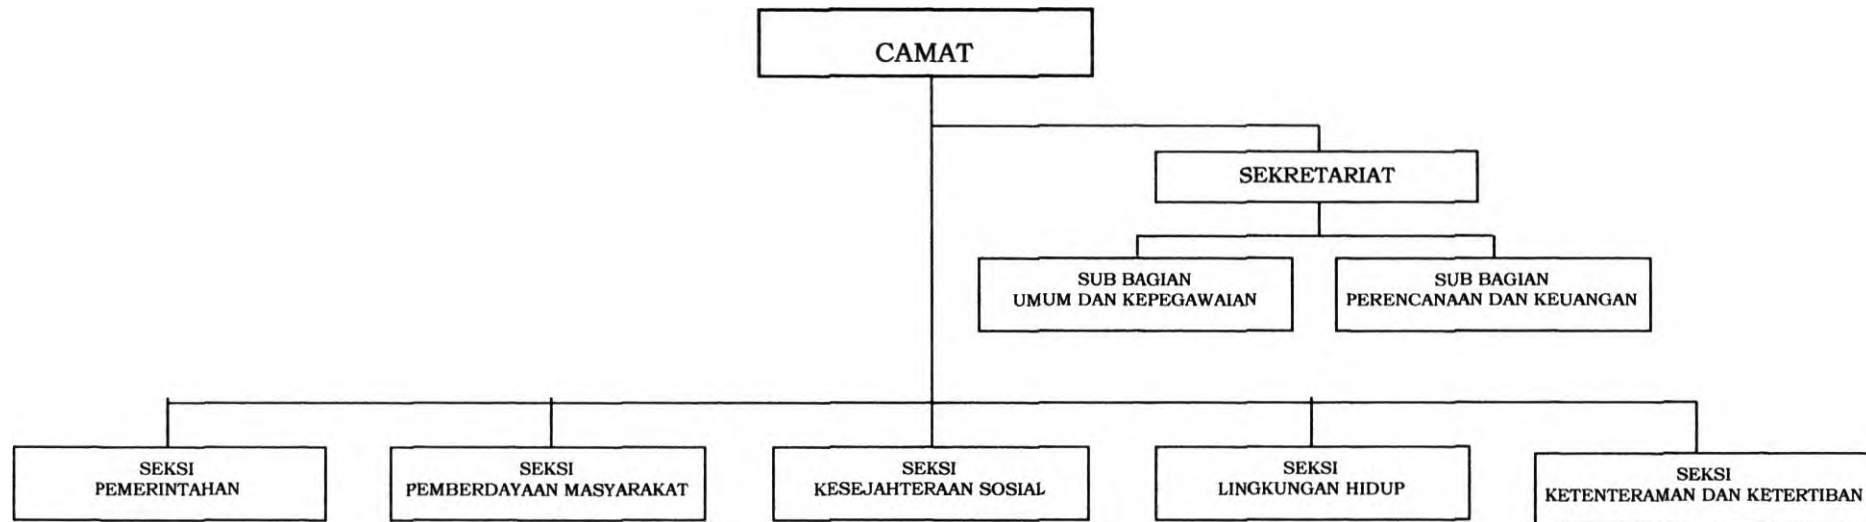 CAMAT
SEKRETARIAT
SUB BAGIAN
UMUM DAN KEPEGAWAIAN
SUB BAGIAN
PERENCANAAN DAN KEUANGAN
SEKSI
PEMERINTAHAN
SEKSI
PEMBERDAYAAN MASYARAKAT
SEKSI
KESEJAHTERAAN SOSIAL
SEKSI
LINGKUNGAN HIDUP
SEKSI
KETENTERAMAN DAN KETERTIBAN